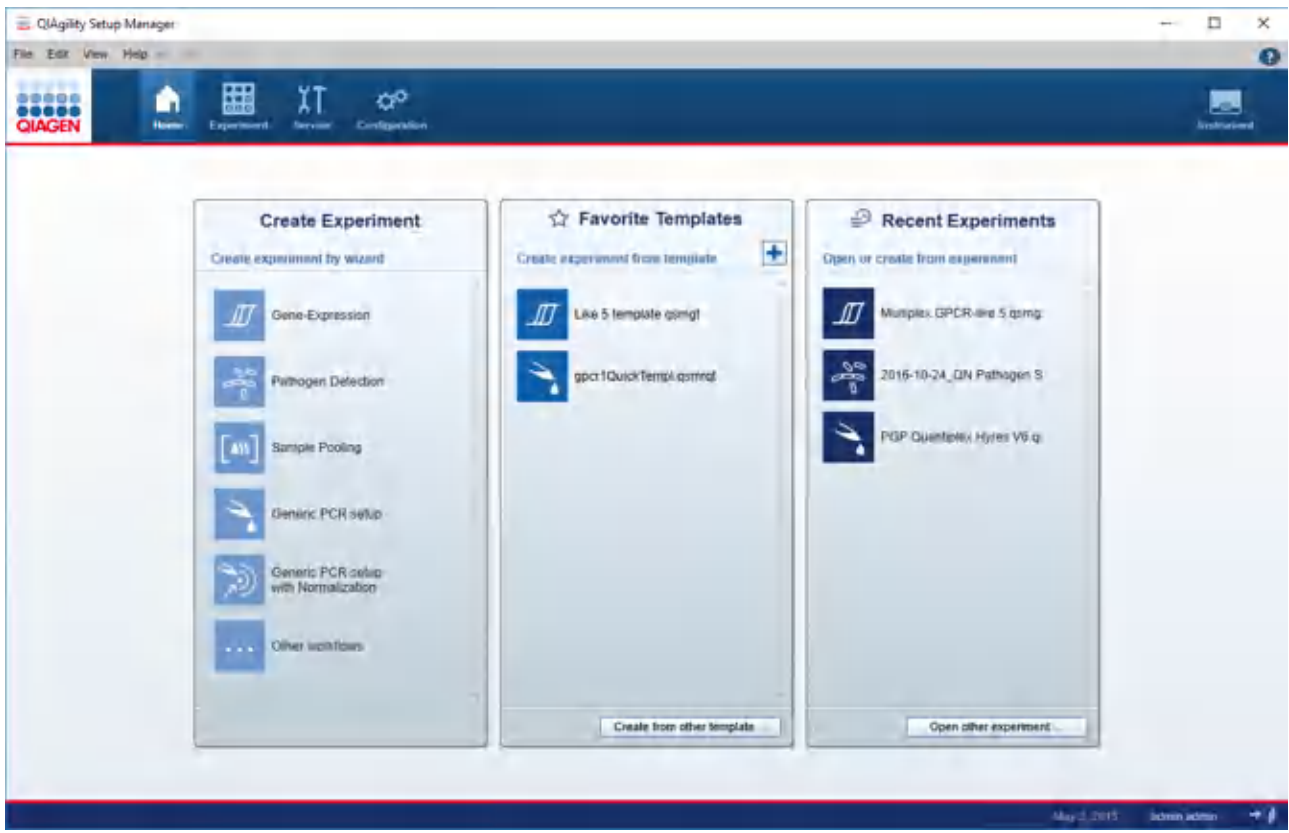 QIAgility Setup Manager
File Edit View Help
QIAGEN
Home Experiment Service Configuration
Instrument
Create Experiment
Create experiment by wizard
Gene-Expression
Pathogen Detection
Sample Pooling
Generic PCR setup
Generic PCR setup
with Normalization
Other workflows
Favorite Templates
Create experiment from template
Like 5 template qsmgt
Create from other template
Recent Experiments
Open or create from experiment
Multiplex GPCR-like 5 qsmg
2016-10-24_QN Pathogen S
PGP Quentiplex Hyres V6 q
Open other experiment
2015 admin admin